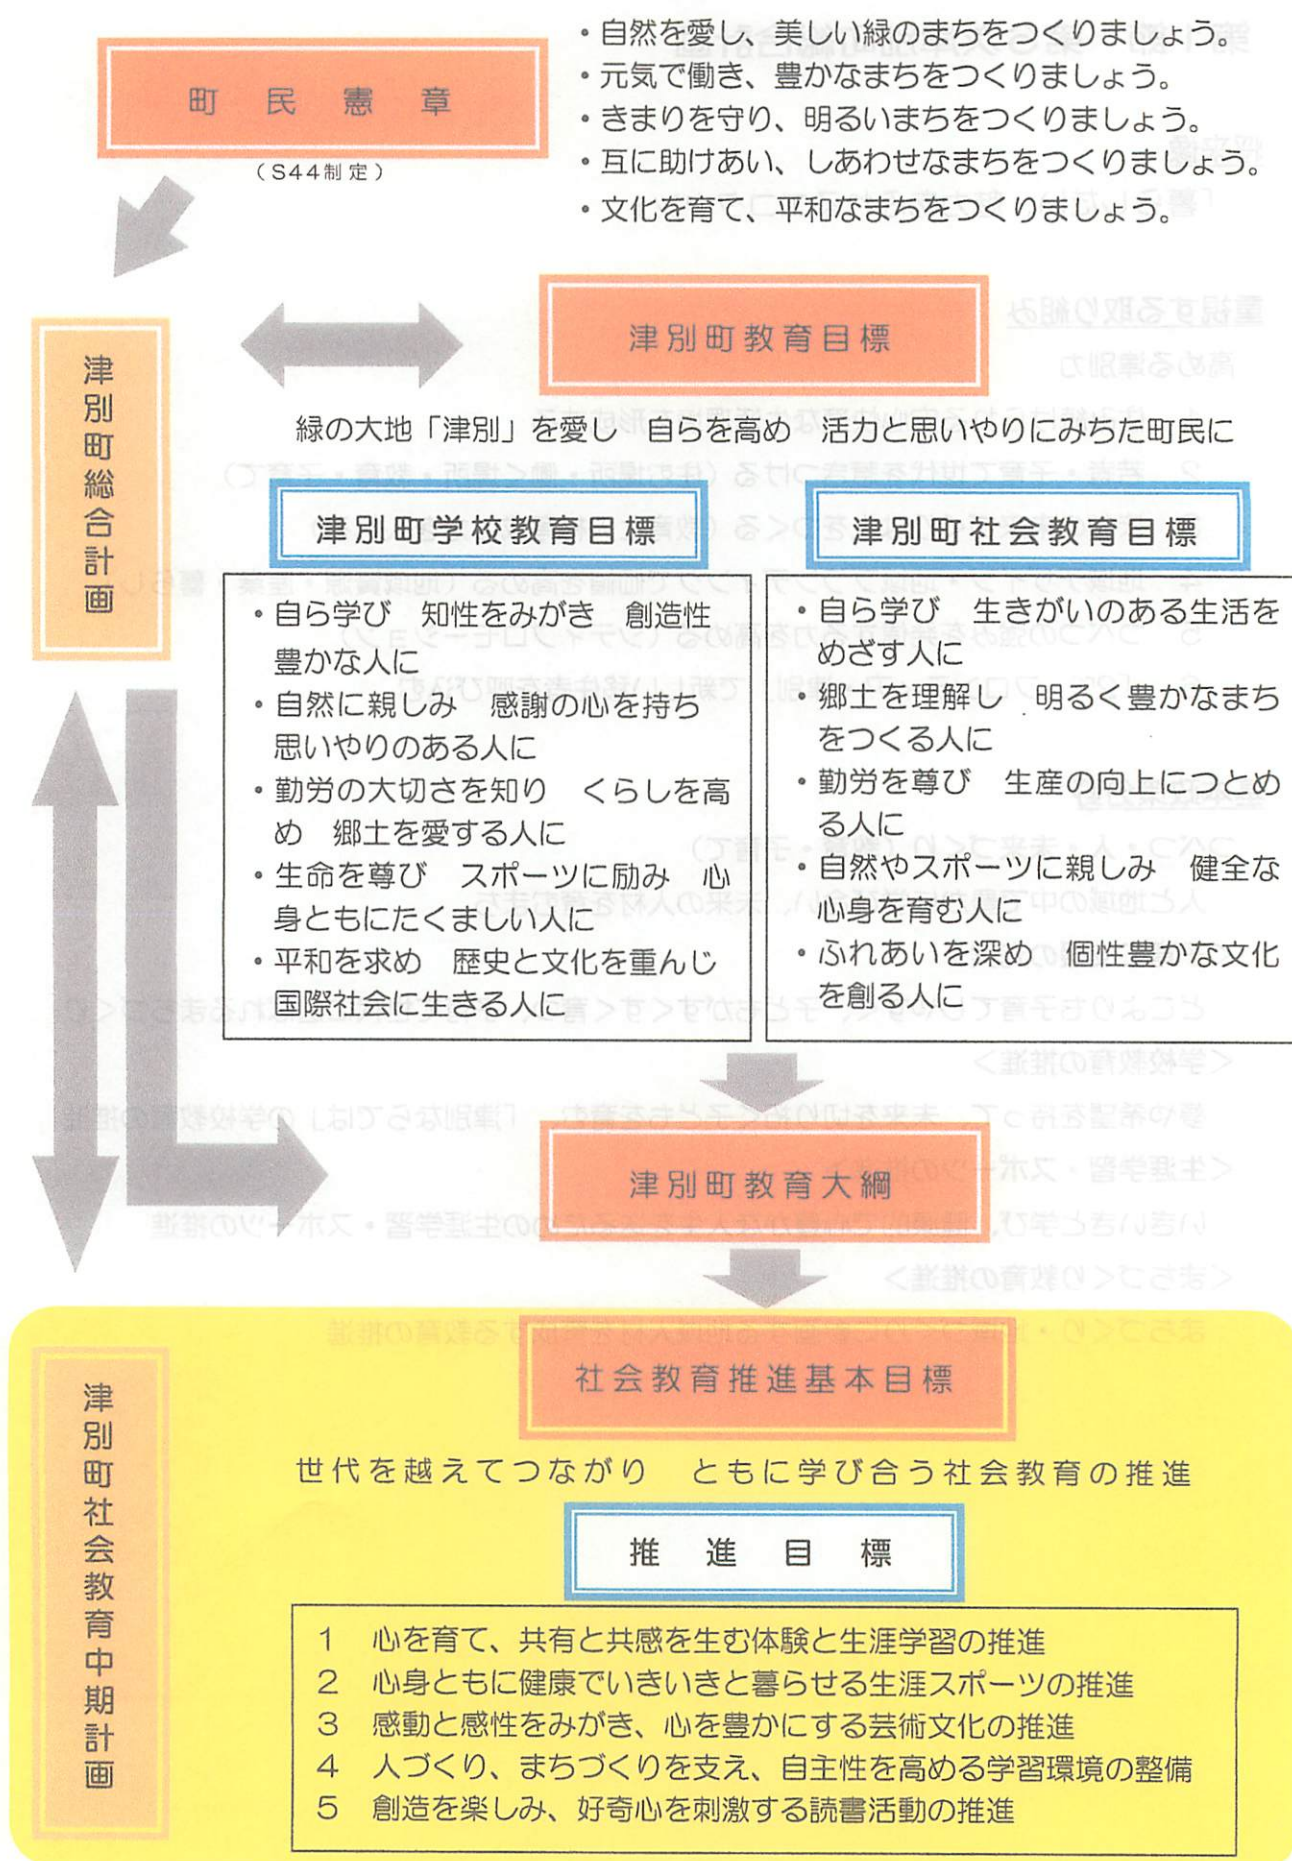 町民憲章
(S44制定)
・自然を愛し、美しい緑のまちをつくりましょう。
・元気で働き、豊かなまちをつくりましょう。
・きまりを守り、明るいまちをつくりましょう。
・互に助けあい、しあわせなまちをつくりましょう。
・文化を育て、平和なまちをつくりましょう。
津別町総合計画
津別町教育目標
緑の大地「津別」を愛し　自らを高め　活力と思いやりにみちた町民に
津別町学校教育目標
・自ら学び　知性をみがき　創造性
豊かな人に
・自然に親しみ　感謝の心を持ち
思いやりのある人に
・勤労の大切さを知り　くらしを高
め　郷土を愛する人に
・生命を尊び　スポーツに励み　心
身ともにたくましい人に
・平和を求め　歴史と文化を重んじ
国際社会に生きる人に
津別町社会教育目標
・自ら学び　生きがいのある生活を
めざす人に
・郷土を理解し　明るく豊かなまち
をつくる人に
・勤労を尊び　生産の向上につとめ
る人に
・自然やスポーツに親しみ　健全な
心身を育む人に
・ふれあいを深め　個性豊かな文化
を創る人に
津別町教育大綱
津別町社会教育中期計画
社会教育推進基本目標
世代を越えてつながり　ともに学び合う社会教育の推進
推進目標
1　心を育て、共有と共感を生む体験と生涯学習の推進
2　心身ともに健康でいきいきと暮らせる生涯スポーツの推進
3　感動と感性をみがき、心を豊かにする芸術文化の推進
4　人づくり、まちづくりを支え、自主性を高める学習環境の整備
5　創造を楽しみ、好奇心を刺激する読書活動の推進